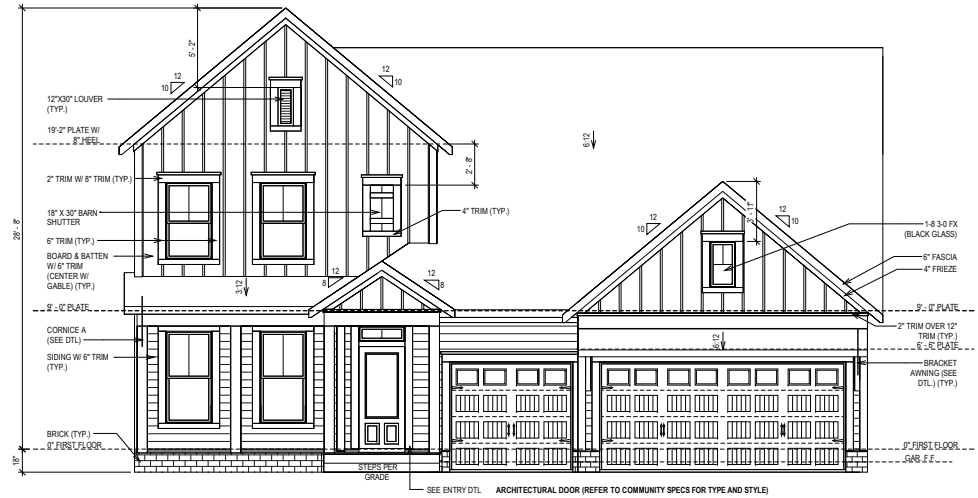 5' - 2"
12
10
12
10
12"X30" LOUVER
(TYP.)
19'-2" PLATE W/
8" HEEL
6:12
2' - 8"
2" TRIM W/ 8" TRIM (TYP.)
18" X 30" BARN
SHUTTER
4" TRIM (TYP.)
6" TRIM (TYP.)
BOARD & BATTEN
W/ 6" TRIM
(CENTER W/
GABLE) (TYP.)
28' - 8"
3:12
12
8
12
8
12
10
12
10
3' - 11"
1-8 3-0 FX
(BLACK GLASS)
6" FASCIA
4" FRIEZE
9' - 0" PLATE
9' - 0" PLATE
2" TRIM OVER 12"
TRIM (TYP.)
6' - 6" PLATE
CORNICE A
(SEE DTL)
SIDING W/ 6" TRIM
(TYP.)
6:12
BRACKET
AWNING (SEE
DTL.) (TYP.)
BRICK (TYP.)
0" FIRST FLOOR
0" FIRST FLOOR
GAR. F.F.
18"
STEPS PER
GRADE
SEE ENTRY DTL
ARCHITECTURAL DOOR (REFER TO COMMUNITY SPECS FOR TYPE AND STYLE)